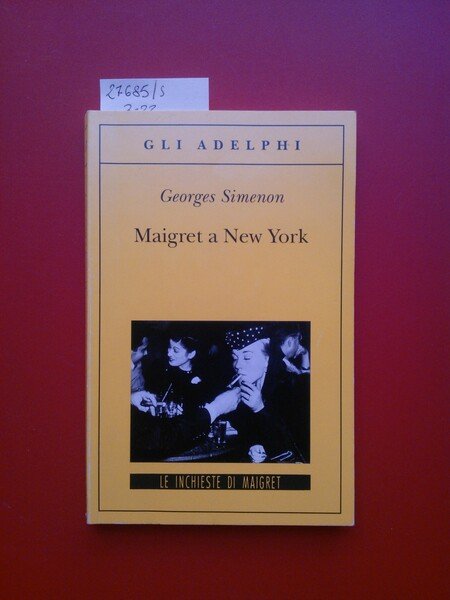 27685/s
GLI ADELPHI
Georges Simenon
Maigret a New York
LE INCHIESTE DI MAIGRET